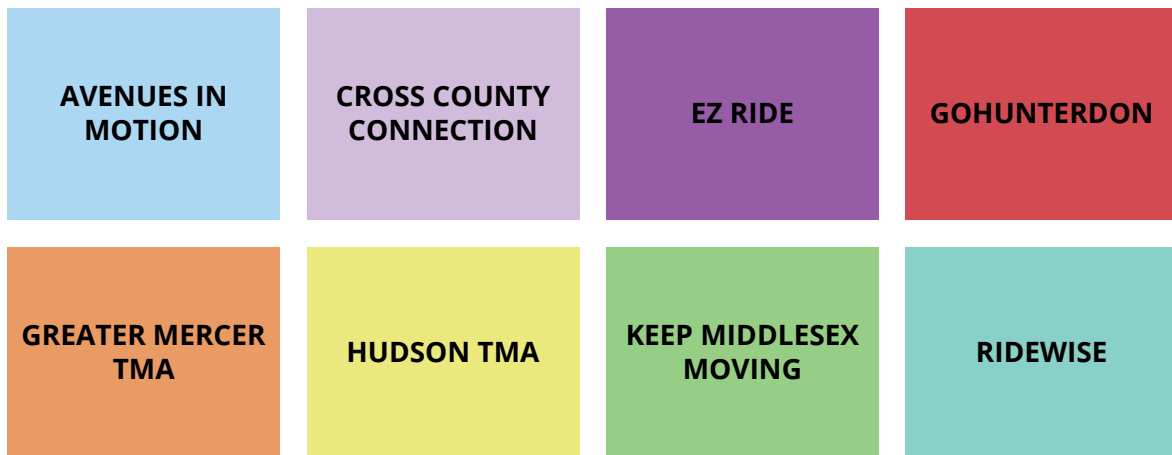 AVENUES IN
MOTION
CROSS COUNTY
CONNECTION
EZ RIDE
GOHUNTERDON
GREATER MERCER
TMA
HUDSON TMA
KEEP MIDDLESEX
MOVING
RIDEWISE